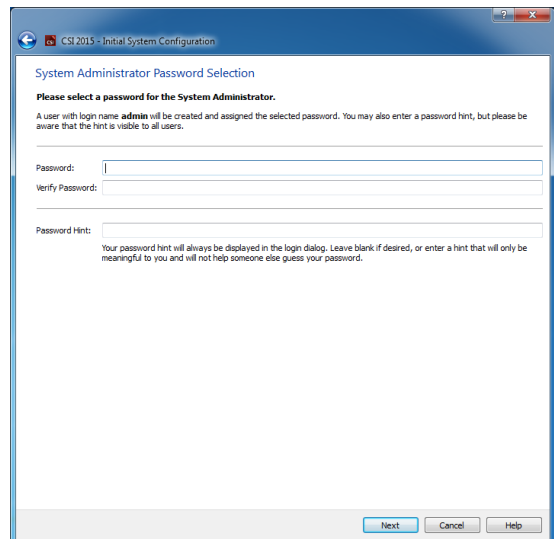 CSI 2015 - Initial System Configuration
System Administrator Password Selection
Please select a password for the System Administrator.
A user with login name admin will be created and assigned the selected password. You may also enter a password hint, but please be
aware that the hint is visible to all users.
Password:
Verify Password:
Password Hint:
Your password hint will always be displayed in the login dialog. Leave blank if desired, or enter a hint that will only be
meaningful to you and will not help someone else guess your password.
Next Cancel Help